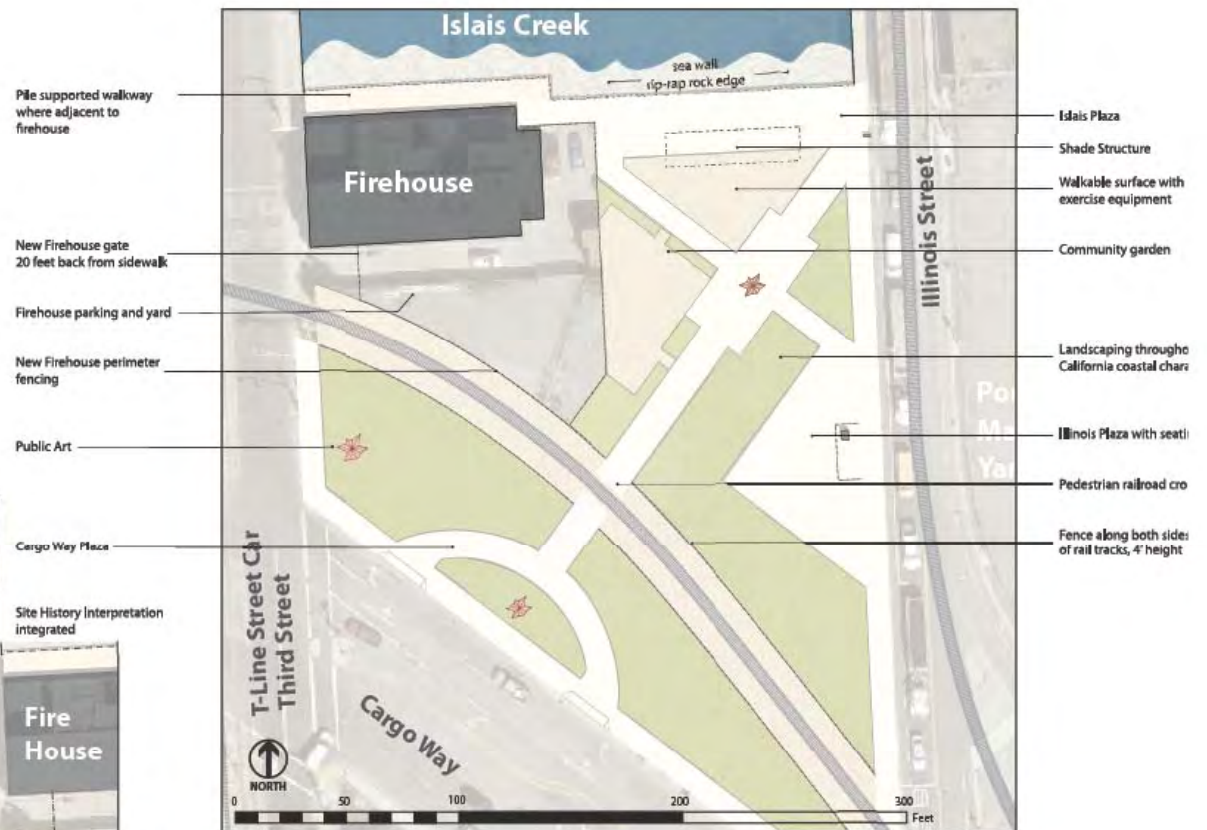 Islais Creek
sea wall
rip-rap rock edge
Pile supported walkway
where adjacent to
firehouse
Firehouse
New Firehouse gate
20 feet back from sidewalk
Firehouse parking and yard
New Firehouse perimeter
fencing
Public Art
Cargo Way Plaza
Site History Interpretation
integrated
Fire
House
T-Line Street Car
Third Street
Cargo Way
NORTH
0 50 100 200 300
Feet
Illinois Street
Islais Plaza
Shade Structure
Walkable surface with
exercise equipment
Community garden
Landscaping througho
California coastal chara
Po
Ma
Ya
Illinois Plaza with seati
Pedestrian railroad cro
Fence along both sides
of rail tracks, 4' height